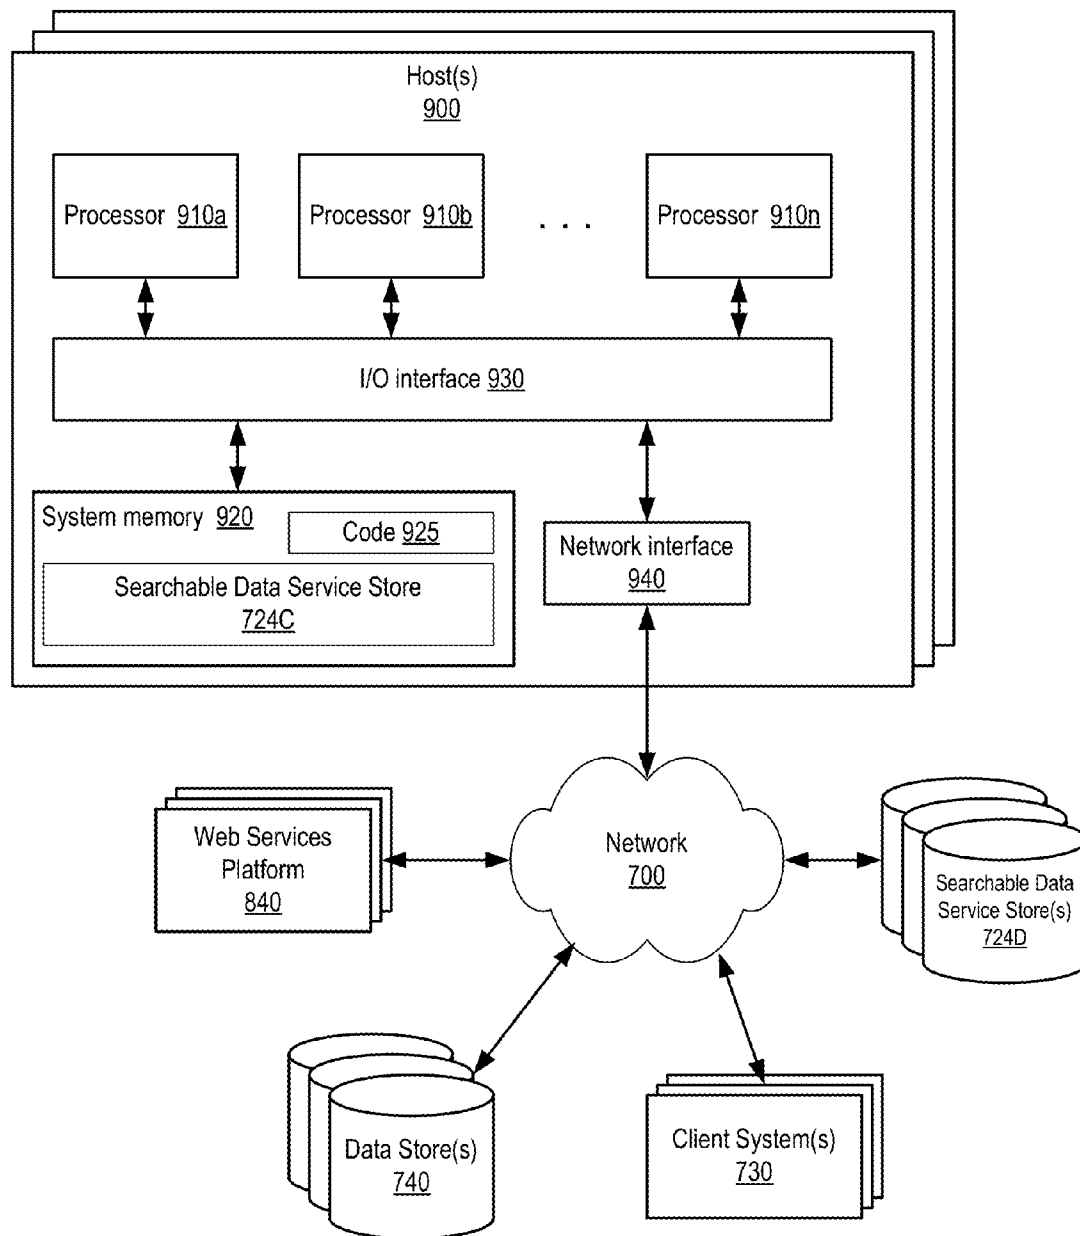 Host(s)
900
Processor 910a
Processor 910b
. . .
Processor 910n
I/O interface 930
System memory 920
Code 925
Searchable Data Service Store
724C
Network interface
940
Web Services
Platform
840
Network
700
Searchable Data
Service Store(s)
724D
Data Store(s)
740
Client System(s)
730